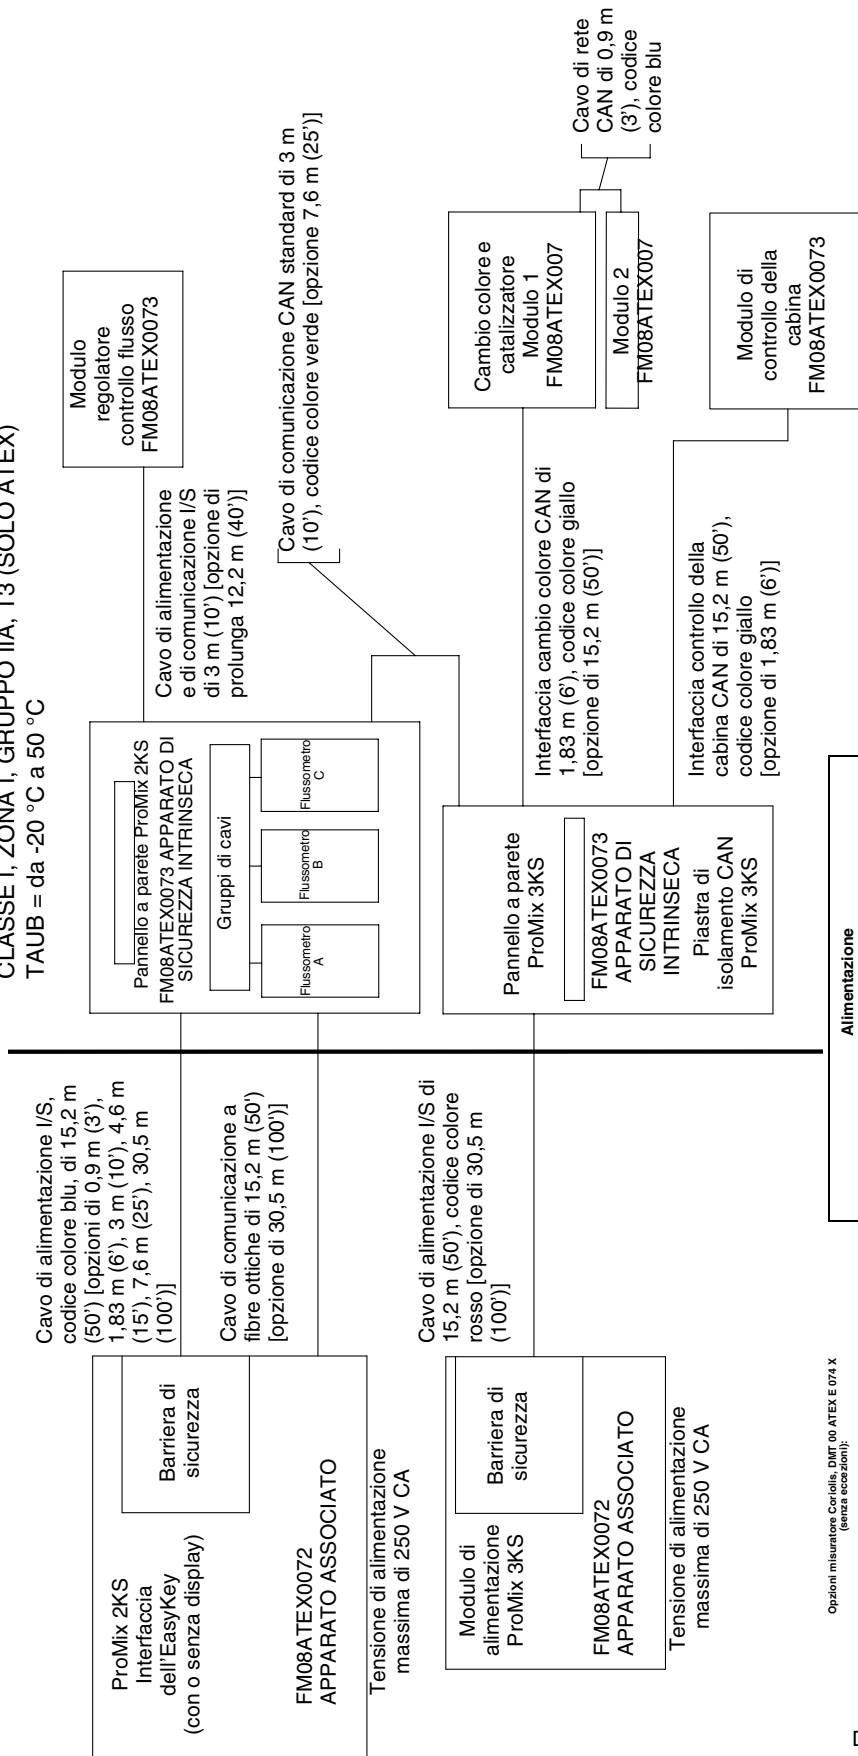 CLASSE I, ZONA I, GRUPPO IIA, T3 (SOLO ATEX)
TAUB = da -20 °C a 50 °C
ProMix 2KS
Interfaccia
dell'EasyKey
(con o senza display)
Barriera di
sicurezza
FM08ATEX0072
APPARATO ASSOCIATO
Tensione di alimentazione
massima di 250 V CA
Cavo di alimentazione I/S,
codice colore blu, di 15,2 m
(50') [opzioni di 0,9 m (3'),
1,83 m (6'), 3 m (10'), 4,6 m
(15'), 7,6 m (25'), 30,5 m
(100')]
Cavo di comunicazione a
fibre ottiche di 15,2 m (50')
[opzione di 30,5 m (100')]
Pannello a parete ProMix 2KS
FM08ATEX0073 APPARATO DI
SICUREZZA INTRINSECA
Gruppi di cavi
Flussometro
A
Flussometro
B
Flussometro
C
Cavo di alimentazione
e di comunicazione I/S
di 3 m (10') [opzione di
prolunga 12,2 m (40')]
Modulo
regolatore
controllo flusso
FM08ATEX0073
Cavo di comunicazione CAN standard di 3 m
(10'), codice colore verde [opzione 7,6 m (25')]
Modulo di
alimentazione
ProMix 3KS
Barriera di
sicurezza
FM08ATEX0072
APPARATO ASSOCIATO
Tensione di alimentazione
massima di 250 V CA
Cavo di alimentazione I/S di
15,2 m (50'), codice colore
rosso [opzione di 30,5 m
(100')]
Pannello a parete
ProMix 3KS
FM08ATEX0073
APPARATO DI
SICUREZZA
INTRINSECA
Piastra di
isolamento CAN
ProMix 3KS
Interfaccia cambio colore CAN di
1,83 m (6'), codice colore giallo
[opzione di 15,2 m (50')]
Cambio colore e
catalizzatore
Modulo 1
FM08ATEX007
Modulo 2
FM08ATEX007
Cavo di rete
CAN di 0,9 m
(3'), codice
colore blu
Interfaccia controllo della
cabina CAN di 15,2 m (50'),
codice colore giallo
[opzione di 1,83 m (6')]
Modulo di
controllo della
cabina
FM08ATEX0073
Alimentazione
Opzioni misuratore Coriolis, DMT 00 ATEX E 074 X
(senza eccezioni):